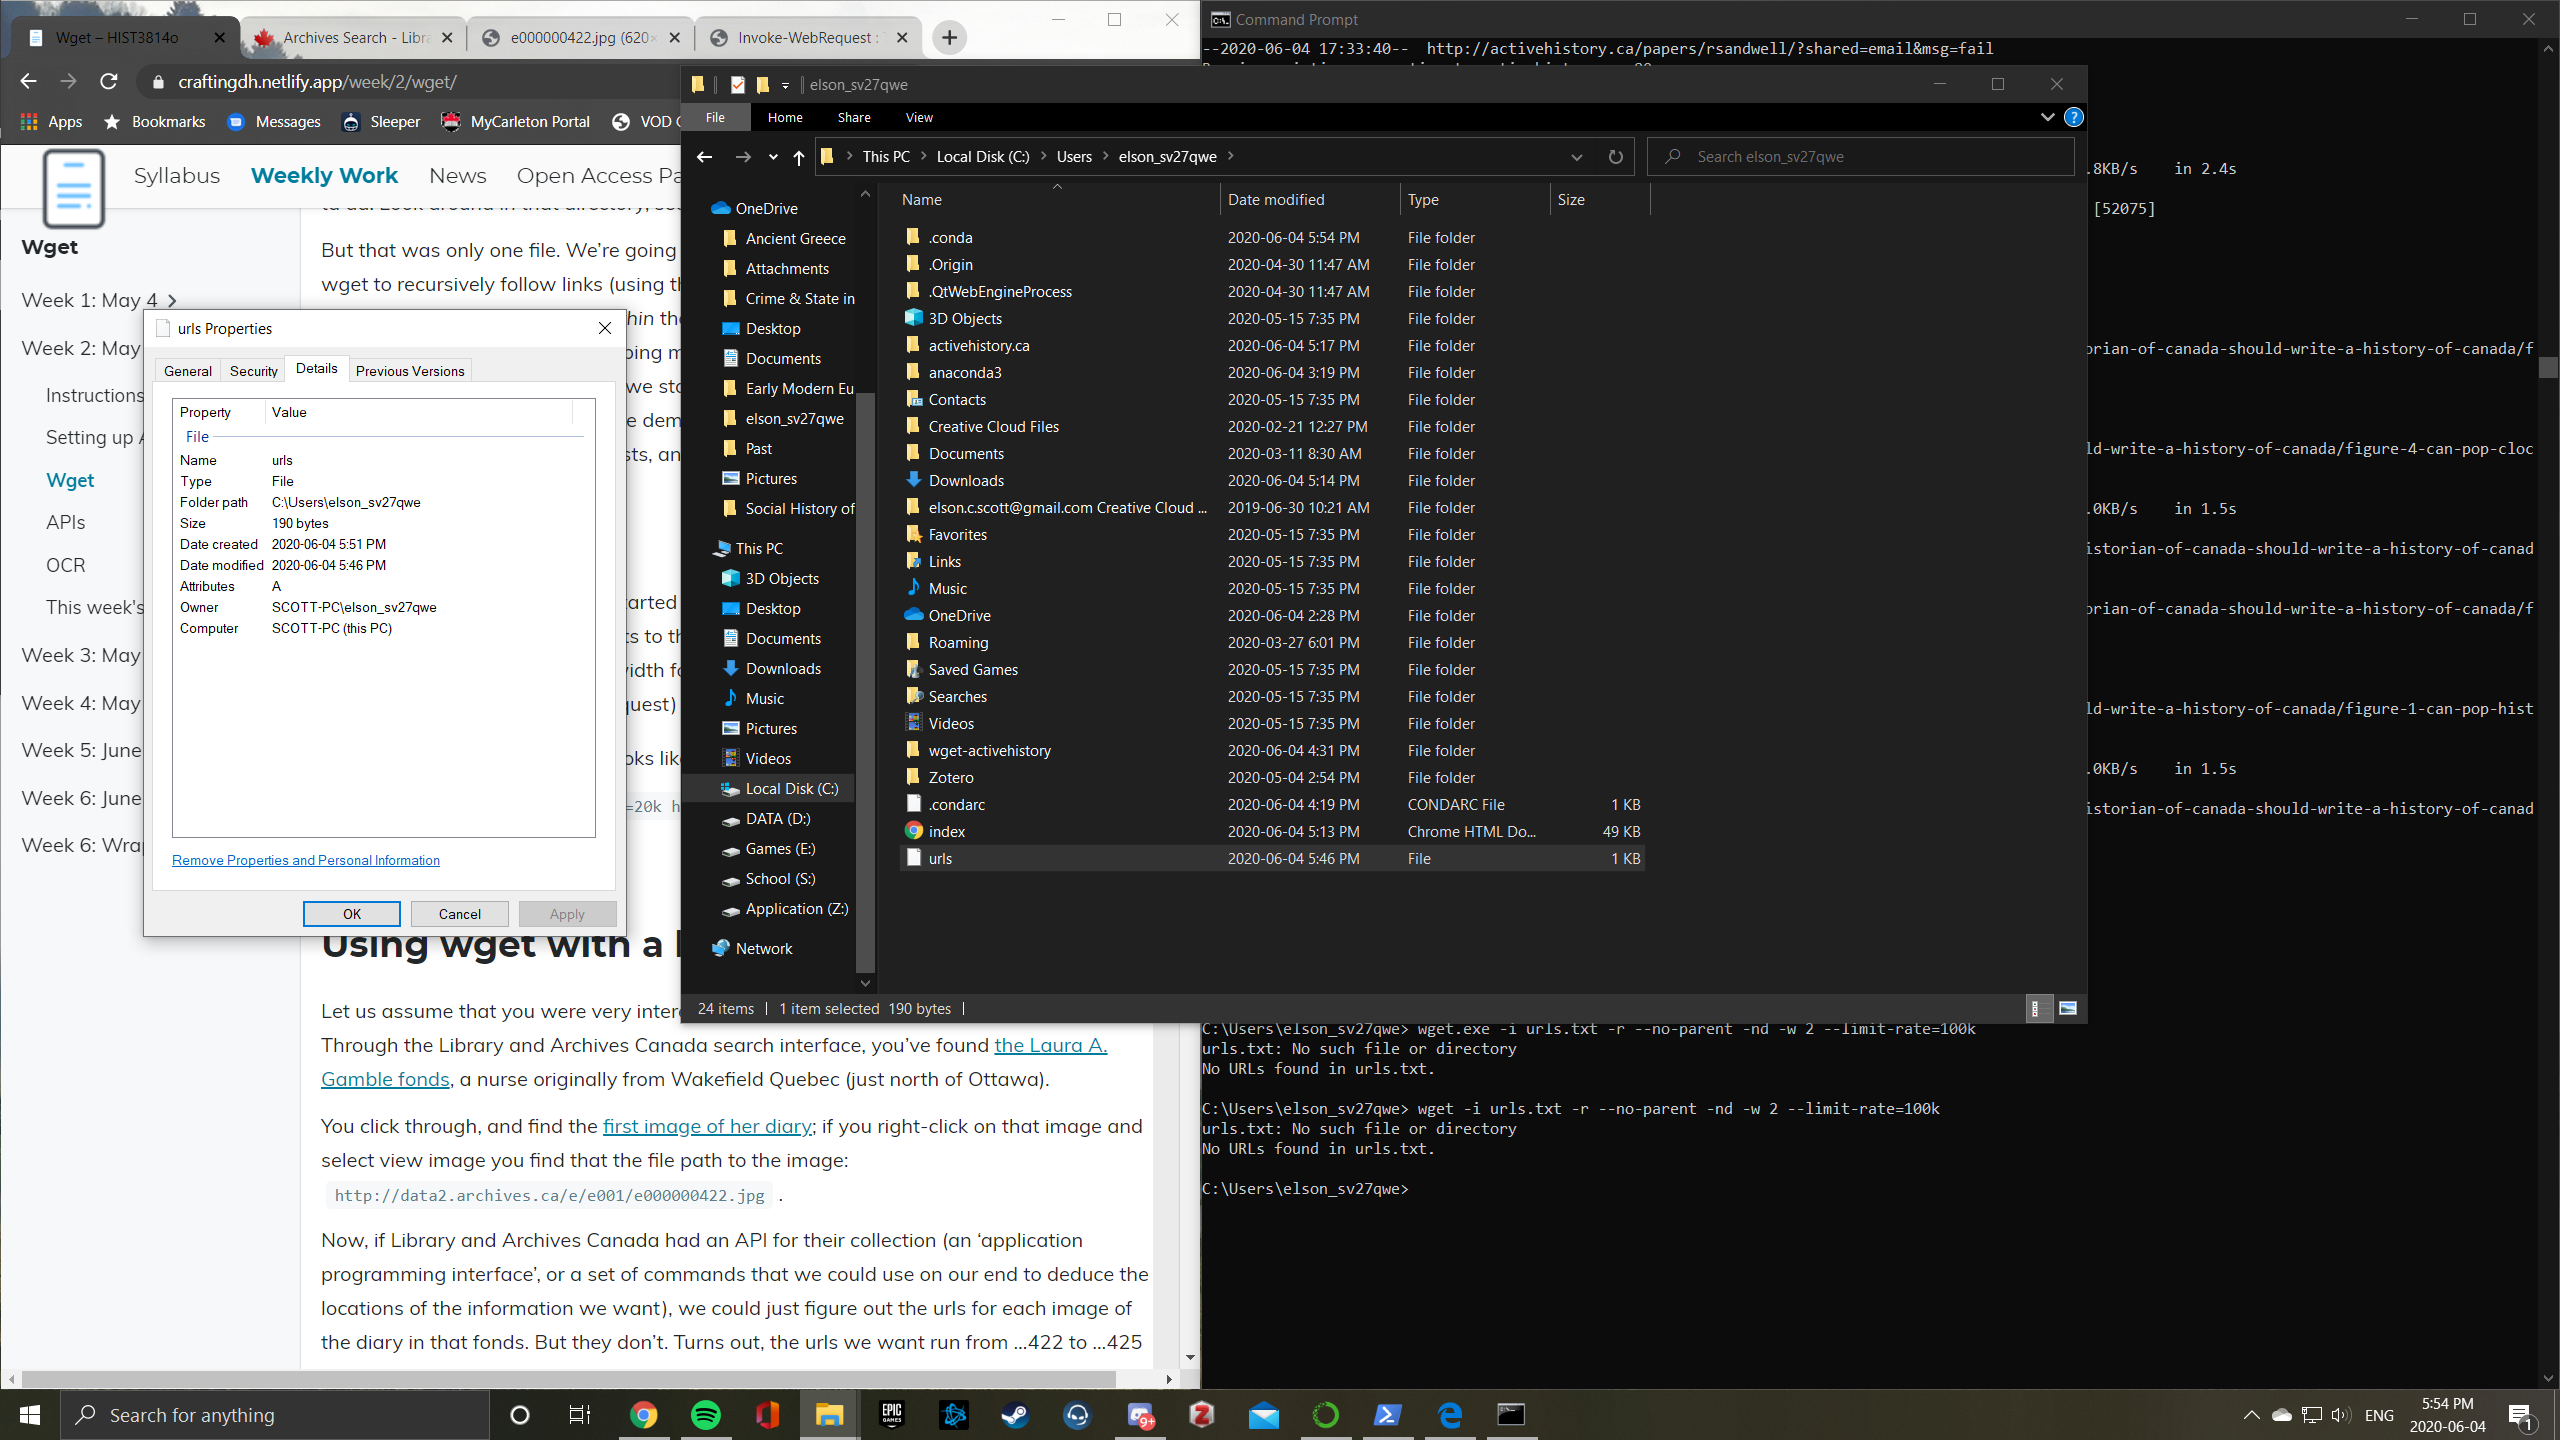 Wget – HIST3814o
Archives Search - Libra
e000000422.jpg (620×
Invoke-WebRequest :
craftingdh.netlify.app/week/2/wget/
Apps
Bookmarks
Messages
Sleeper
MyCarleton Portal
VOD
Syllabus
Weekly Work
News
Open Access Pa
Wget
Week 1: May 4
Week 2: May
Instructions
Setting up A
Wget
APIs
OCR
This week's
Week 3: May
Week 4: May
Week 5: June
Week 6: June
Week 6: Wrap
But that was only one file. We're going
wget to recursively follow links (using th
hin the
ping m
we sto
e dem
sts, an
tarted
ts to th
vidth fo
quest)
oks like
=20k h
Using wget with a l
Let us assume that you were very inter
Through the Library and Archives Canada search interface, you've found the Laura A.
Gamble fonds, a nurse originally from Wakefield Quebec (just north of Ottawa).
You click through, and find the first image of her diary; if you right-click on that image and
select view image you find that the file path to the image:
http://data2.archives.ca/e/e001/e000000422.jpg .
Now, if Library and Archives Canada had an API for their collection (an ‘application
programming interface’, or a set of commands that we could use on our end to deduce the
locations of the information we want), we could just figure out the urls for each image of
the diary in that fonds. But they don’t. Turns out, the urls we want run from ...422 to ...425
urls Properties
General
Security
Details
Previous Versions
Property Value
File
Name urls
Type File
Folder path C:\Users\elson_sv27qwe
Size 190 bytes
Date created 2020-06-04 5:51 PM
Date modified 2020-06-04 5:46 PM
Attributes A
Owner SCOTT-PC\elson_sv27qwe
Computer SCOTT-PC (this PC)
Remove Properties and Personal Information
OK
Cancel
Apply
elson_sv27qwe
File
Home
Share
View
This PC
Local Disk (C:)
Users
elson_sv27qwe
Search elson_sv27qwe
OneDrive
Ancient Greece
Attachments
Crime & State in
Desktop
Documents
Early Modern Eu
elson_sv27qwe
Past
Pictures
Social History of
This PC
3D Objects
Desktop
Documents
Downloads
Music
Pictures
Videos
Local Disk (C:)
DATA (D:)
Games (E:)
School (S:)
Application (Z:)
Network
Name Date modified Type Size
.conda 2020-06-04 5:54 PM File folder
.Origin 2020-04-30 11:47 AM File folder
.QtWebEngineProcess 2020-04-30 11:47 AM File folder
3D Objects 2020-05-15 7:35 PM File folder
activehistory.ca 2020-06-04 5:17 PM File folder
anaconda3 2020-06-04 3:19 PM File folder
Contacts 2020-05-15 7:35 PM File folder
Creative Cloud Files 2020-02-21 12:27 PM File folder
Documents 2020-03-11 8:30 AM File folder
Downloads 2020-06-04 5:14 PM File folder
elson.c.scott@gmail.com Creative Cloud ... 2019-06-30 10:21 AM File folder
Favorites 2020-05-15 7:35 PM File folder
Links 2020-05-15 7:35 PM File folder
Music 2020-05-15 7:35 PM File folder
OneDrive 2020-06-04 2:28 PM File folder
Roaming 2020-03-27 6:01 PM File folder
Saved Games 2020-05-15 7:35 PM File folder
Searches 2020-05-15 7:35 PM File folder
Videos 2020-05-15 7:35 PM File folder
wget-activehistory 2020-06-04 4:31 PM File folder
Zotero 2020-05-04 2:54 PM File folder
.condarc 2020-06-04 4:19 PM CONDARC File 1 KB
index 2020-06-04 5:13 PM Chrome HTML Do... 49 KB
urls 2020-06-04 5:46 PM File 1 KB
24 items
1 item selected 190 bytes
Command Prompt
--2020-06-04 17:33:40-- http://activehistory.ca/papers/rsandwell/?shared=email&msg=fail
.8KB/s in 2.4s
[52075]
orian-of-canada-should-write-a-history-of-canada/f
ld-write-a-history-of-canada/figure-4-can-pop-cloc
.0KB/s in 1.5s
istorian-of-canada-should-write-a-history-of-canad
orian-of-canada-should-write-a-history-of-canada/f
ld-write-a-history-of-canada/figure-1-can-pop-hist
.0KB/s in 1.5s
istorian-of-canada-should-write-a-history-of-canad
C:\Users\elson_sv27qwe> wget.exe -i urls.txt -r --no-parent -nd -w 2 --limit-rate=100k
urls.txt: No such file or directory
No URLs found in urls.txt.
C:\Users\elson_sv27qwe> wget -i urls.txt -r --no-parent -nd -w 2 --limit-rate=100k
urls.txt: No such file or directory
No URLs found in urls.txt.
C:\Users\elson_sv27qwe>
Search for anything
EPIC
GAMES
9+
ENG
5:54 PM
2020-06-04
1